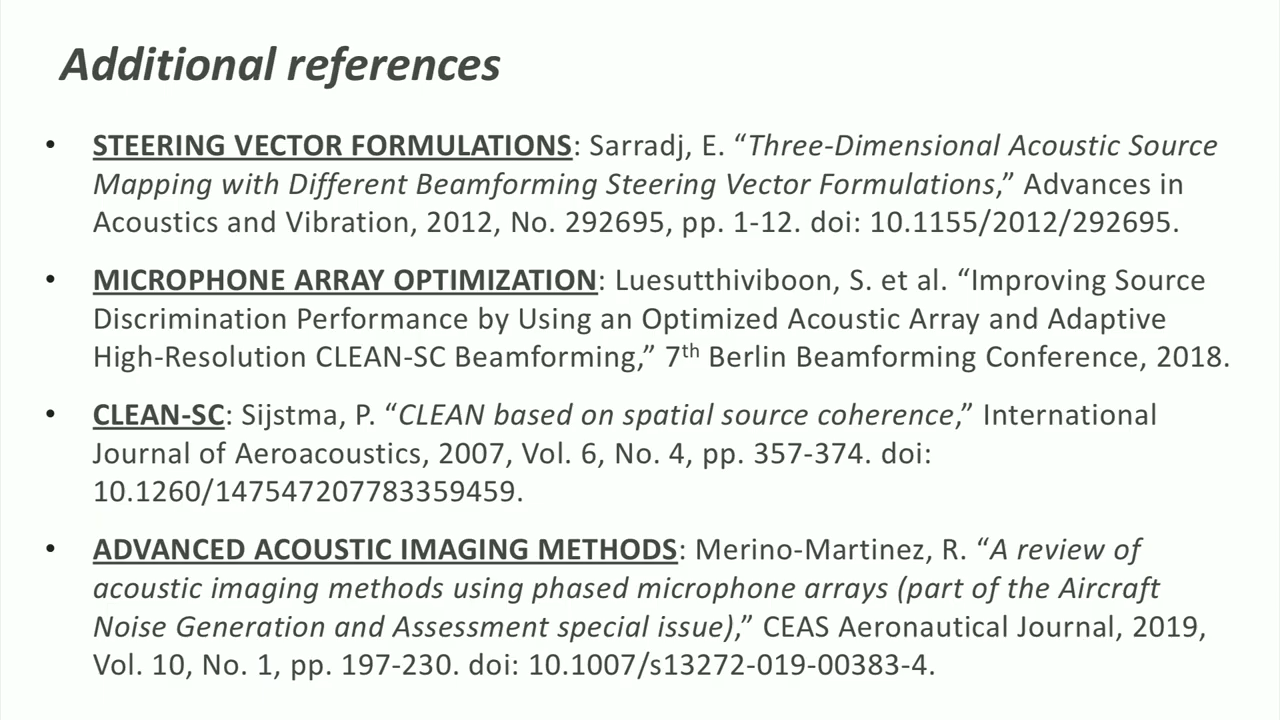 Additional references
• STEERING VECTOR FORMULATIONS: Sarradj, E. “Three-Dimensional Acoustic Source
Mapping with Different Beamforming Steering Vector Formulations,” Advances in
Acoustics and Vibration, 2012, No. 292695, pp. 1-12. doi: 10.1155/2012/292695.
• MICROPHONE ARRAY OPTIMIZATION: Luesutthiviboon, S. et al. “Improving Source
Discrimination Performance by Using an Optimized Acoustic Array and Adaptive
High-Resolution CLEAN-SC Beamforming,” 7th Berlin Beamforming Conference, 2018.
• CLEAN-SC: Sijstma, P. “CLEAN based on spatial source coherence,” International
Journal of Aeroacoustics, 2007, Vol. 6, No. 4, pp. 357-374. doi:
10.1260/147547207783359459.
• ADVANCED ACOUSTIC IMAGING METHODS: Merino-Martinez, R. “A review of
acoustic imaging methods using phased microphone arrays (part of the Aircraft
Noise Generation and Assessment special issue),” CEAS Aeronautical Journal, 2019,
Vol. 10, No. 1, pp. 197-230. doi: 10.1007/s13272-019-00383-4.